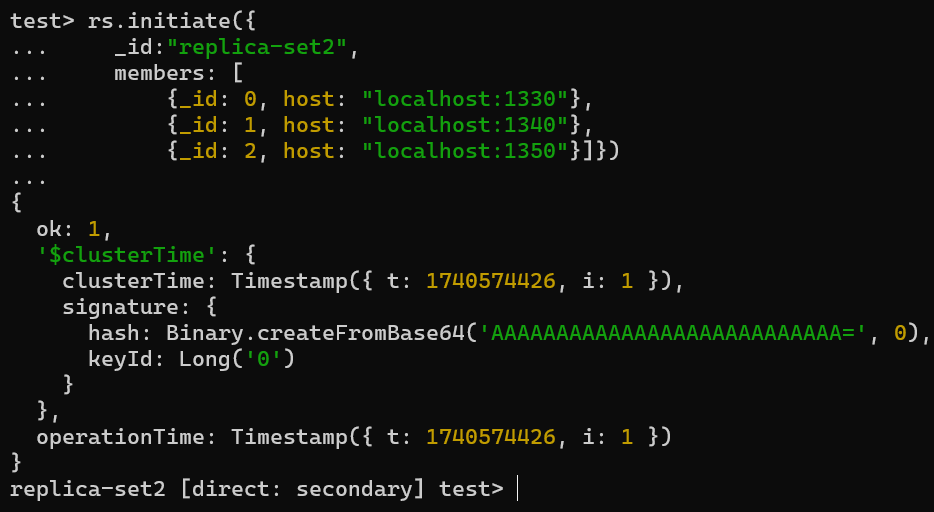 test> rs.initiate({
...     _id:"replica-set2",
...     members: [
...         {_id: 0, host: "localhost:1330"},
...         {_id: 1, host: "localhost:1340"},
...         {_id: 2, host: "localhost:1350"}]})
...
{
  ok: 1,
  '$clusterTime': {
    clusterTime: Timestamp({ t: 1740574426, i: 1 }),
    signature: {
      hash: Binary.createFromBase64('AAAAAAAAAAAAAAAAAAAAAAAAAAA=', 0),
      keyId: Long('0')
    }
  },
  operationTime: Timestamp({ t: 1740574426, i: 1 })
}
replica-set2 [direct: secondary] test>